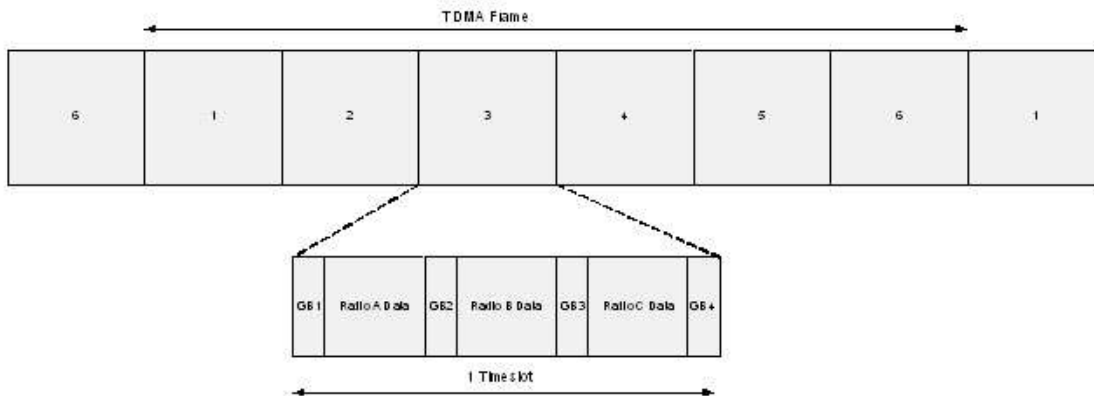 TDMA Frame
6 1 2 3 4 5 6 1
GB1 Radio A Data GB2 Radio B Data GB3 Radio C Data GB4
1 Timeslot